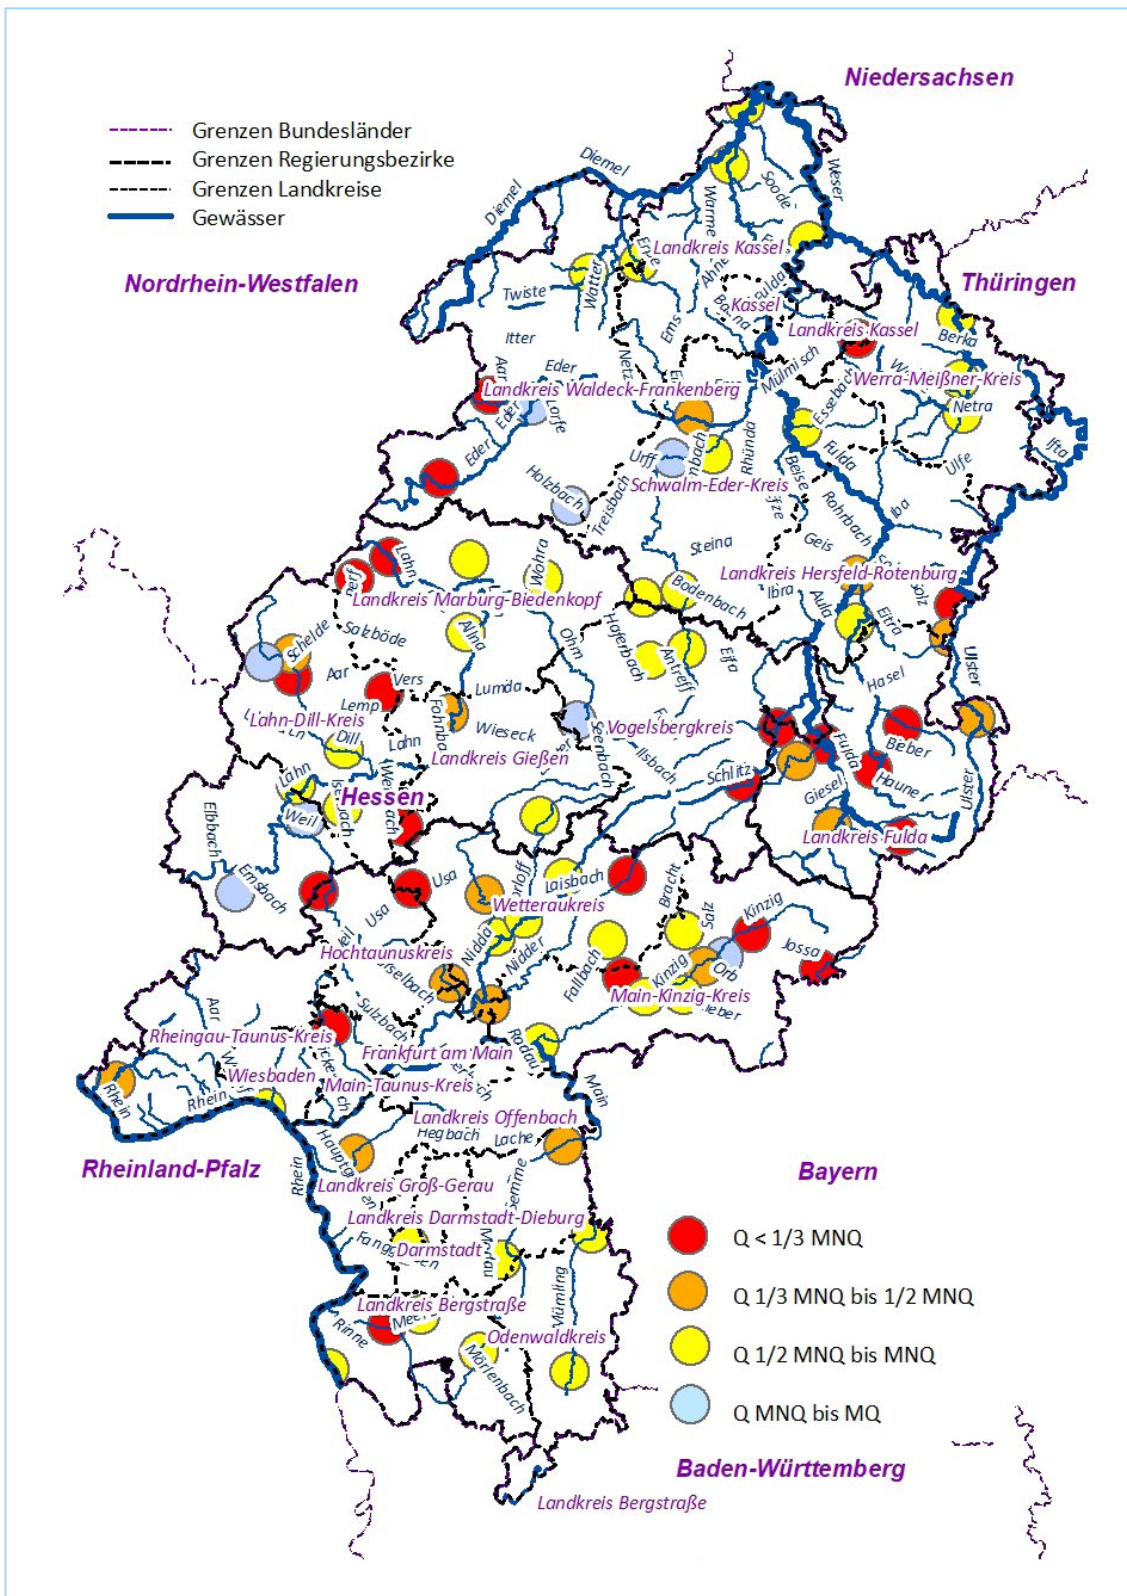 Niedersachsen
Grenzen Bundesländer
Grenzen Regierungsbezirke
Grenzen Landkreise
Gewässer
Diemel
Diemel
Weser
Soode
Warme
Landkreis Kassel
Ahne
Fulda
Nordrhein-Westfalen
Thüringen
Watter
Twiste
Kassel
Landkreis Kassel
Berka
Itter
Ems
Mülmisch
Aar
Eder
Netz
Werra-Meißner-Kreis
Landkreis Waldeck-Frankenberg
Eder
Eder
Lorfe
Essebach
Netra
Urff
Rhünda
Fulda
Ulfe
Ifta
Holzbach
Treisbach
Schwalm-Eder-Kreis
Beise
Rohrbach
Iba
Steina
Geis
Lahn
Wohra
Landkreis Hersfeld-Rotenburg
Perf
Landkreis Marburg-Biedenkopf
Bodenbach
Ibra
Aula
Eitra
Schelde
Salzböde
Allna
Ohm
Haferbach
Antreff
Elfa
Ulster
Aar
Vers
Lumda
Hasel
Lemp
Lahn-Dill-Kreis
Wieseck
Seenbach
Vogelsbergkreis
Dill
Lahn
Landkreis Gießen
Fulda
Bieber
Schlitz
Haune
Ulster
Lahn
Hessen
Giesel
Elbbach
Weil
Landkreis Fulda
Emsbach
Usa
Laisbach
Bracht
Wetteraukreis
Usa
Salz
Kinzig
Hochtaunuskreis
Nidda
Nidder
Jossa
Fallbach
Kinzig
Orb
Main-Kinzig-Kreis
Aar
Sulzbach
Rheingau-Taunus-Kreis
Rodau
Frankfurt am Main
Wiesbaden
Main-Taunus-Kreis
Main
Rhein
Rhein
Landkreis Offenbach
Hegbach
Lache
Rheinland-Pfalz
Rhein
Bayern
Landkreis Groß-Gerau
Landkreis Darmstadt-Dieburg
Darmstadt
Q < 1/3 MNQ
Mümling
Q 1/3 MNQ bis 1/2 MNQ
Landkreis Bergstraße
Rinne
Odenwaldkreis
Q 1/2 MNQ bis MNQ
Mörlenbach
Q MNQ bis MQ
Baden-Württemberg
Landkreis Bergstraße